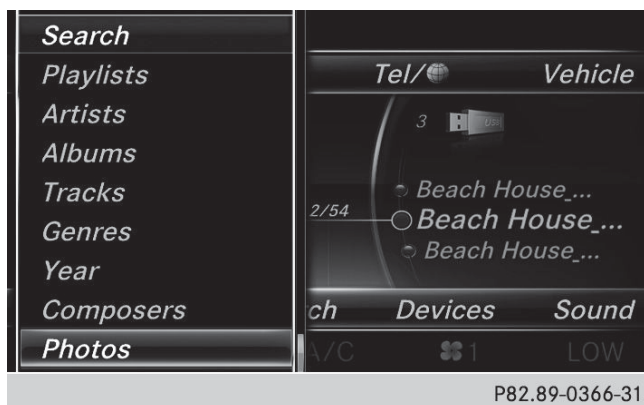 Search
Playlists
Artists
Albums
Tracks
Genres
Year
Composers
Photos
Tel/ Vehicle
3
Beach House_...
2/54 Beach House_...
Beach House_...
ch Devices Sound
A/C 1 LOW
P82.89-0366-31